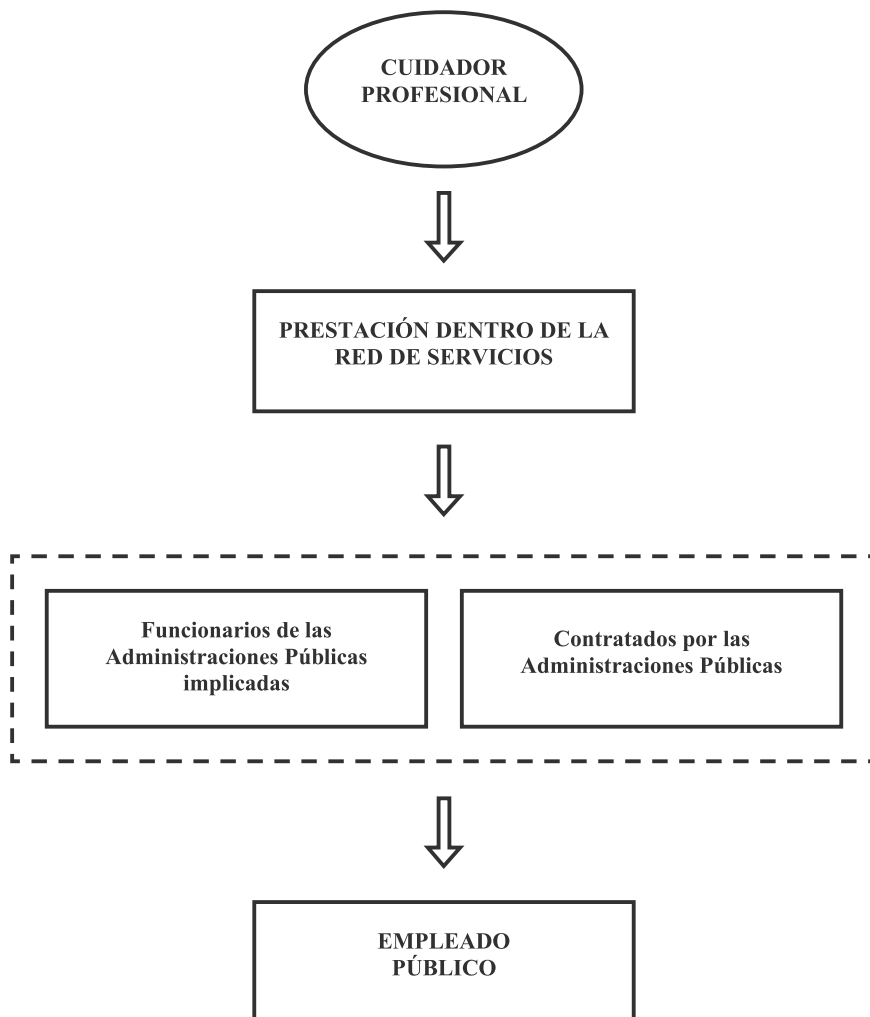 CUIDADOR
PROFESIONAL
PRESTACIÓN DENTRO DE LA
RED DE SERVICIOS
Funcionarios de las
Administraciones Públicas
implicadas
Contratados por las
Administraciones Públicas
EMPLEADO
PÚBLICO